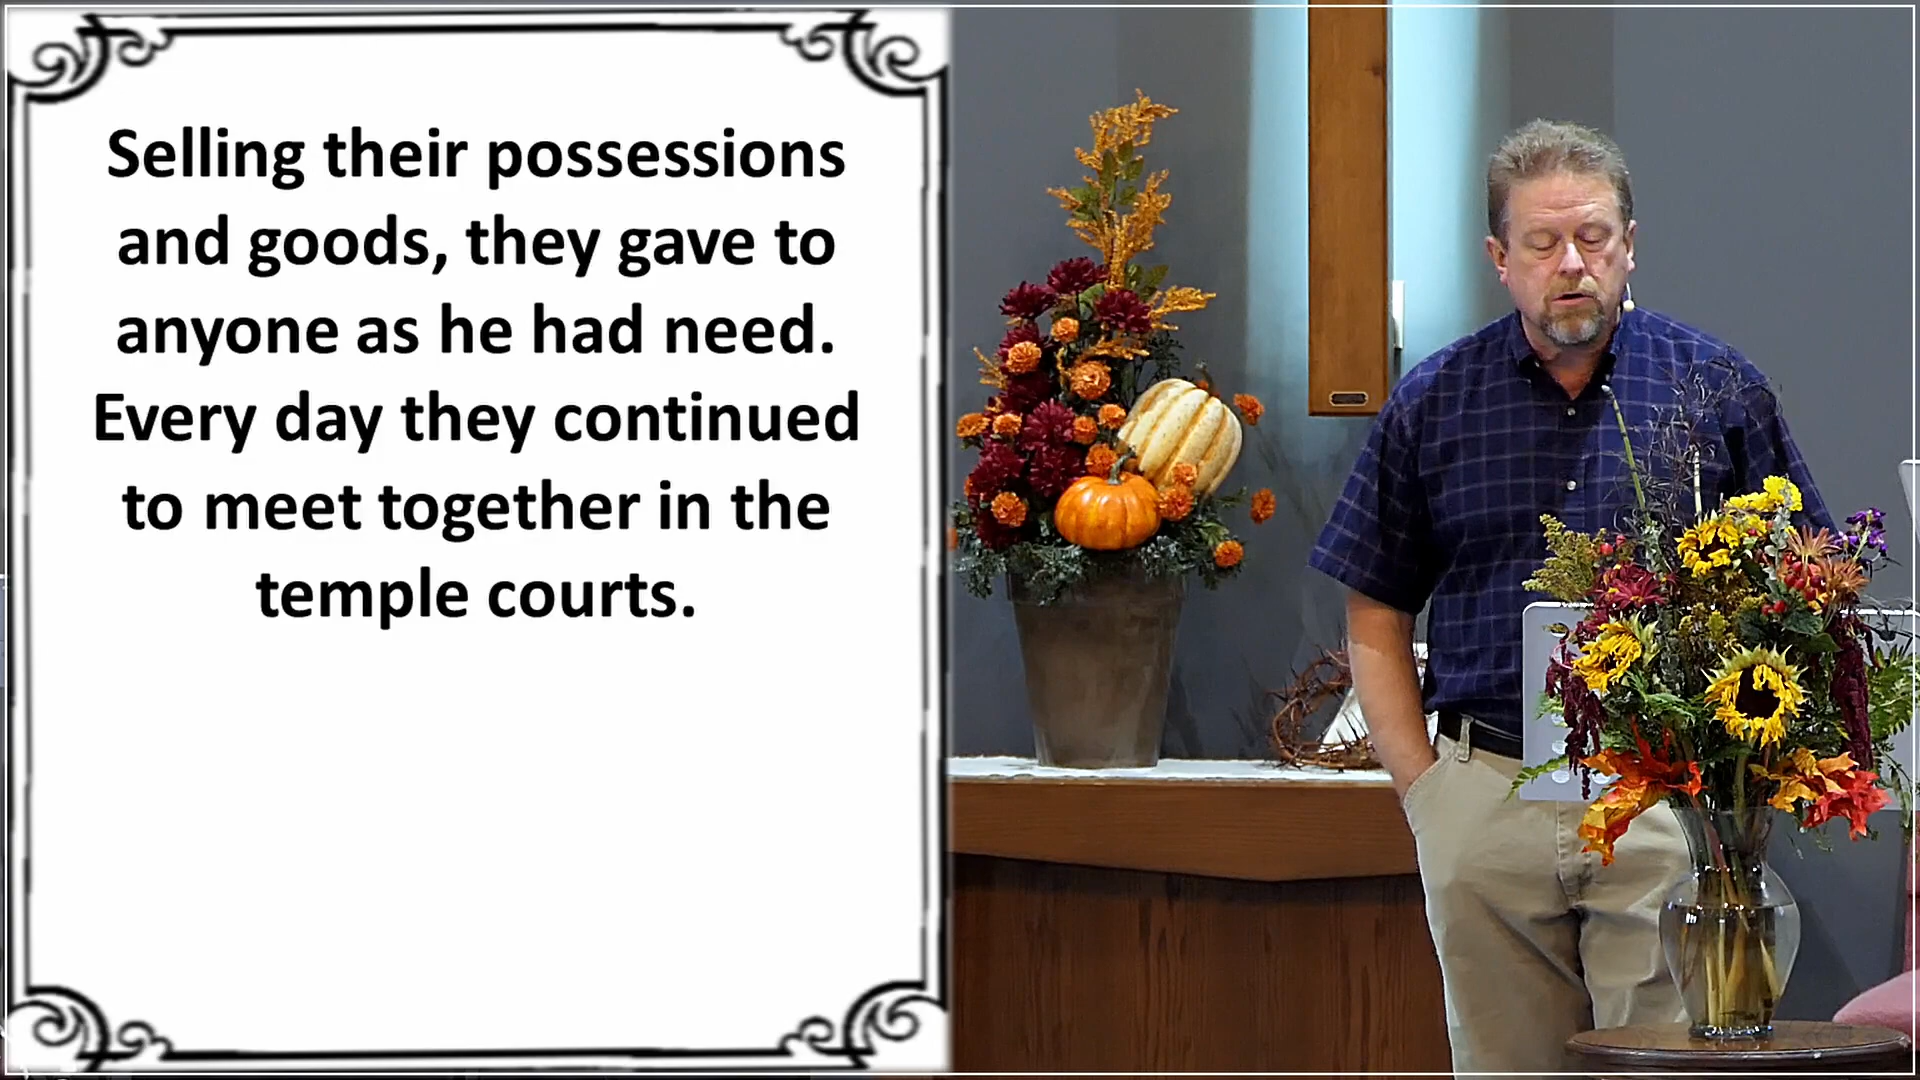 Selling their possessions
and goods, they gave to
anyone as he had need.
Every day they continued
to meet together in the
temple courts.